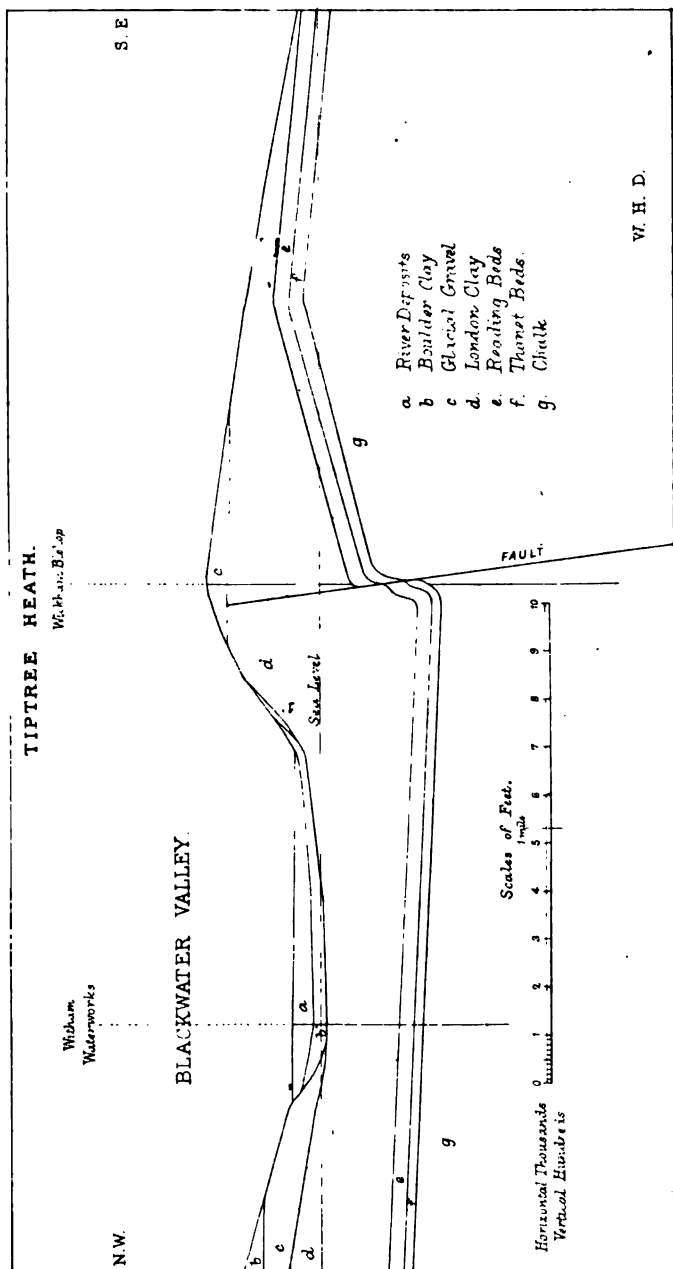 TIPTREE HEATH.
N.W.
S.E
Witham
Waterworks
BLACKWATER VALLEY.
Wickham Bishop
b
c
d
a
b
d
c
Sea Level
e
f
g
e
f
g
FAULT
a River Deposits
b Boulder Clay
c Glacial Gravel
d. London Clay
e. Reading Beds
f. Thanet Beds.
g. Chalk
Scales of Feet.
1 mile
0 1 2 3 4 5 6 7 8 9 10
Horizontal Thousands
Vertical Hundreds
W. H. D.